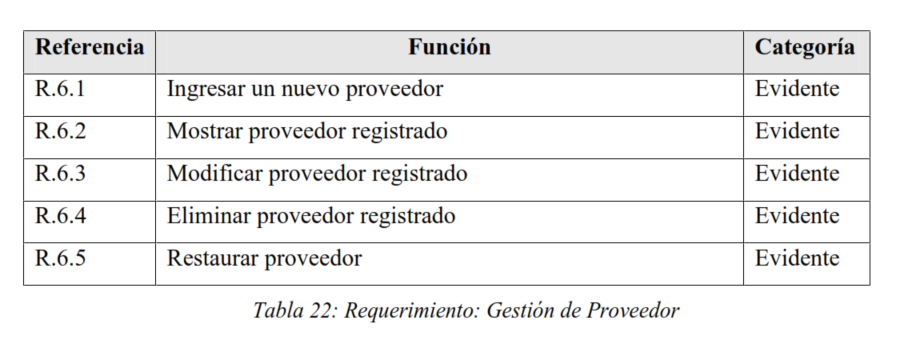 Referencia Función Categoría
R.6.1 Ingresar un nuevo proveedor Evidente
R.6.2 Mostrar proveedor registrado Evidente
R.6.3 Modificar proveedor registrado Evidente
R.6.4 Eliminar proveedor registrado Evidente
R.6.5 Restaurar proveedor Evidente
Tabla 22: Requerimiento: Gestión de Proveedor